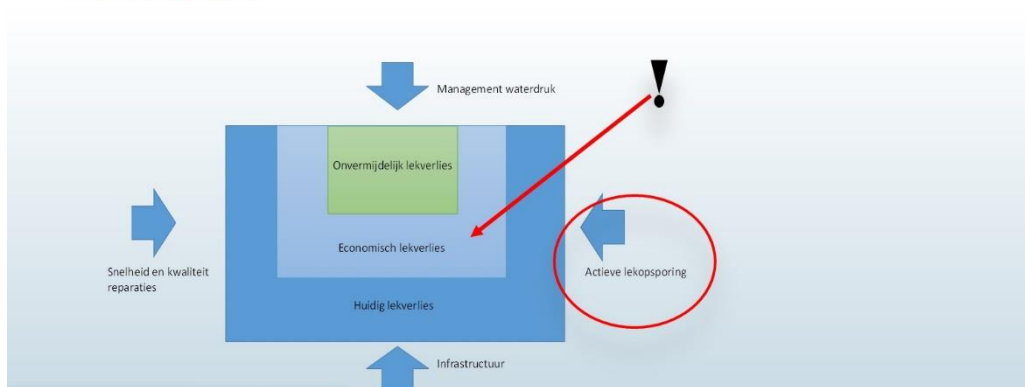 Management waterdruk
Onvermijdelijk lekverlies
Economisch lekverlies
Snelheid en kwaliteit
reparaties
Actieve lekopsporing
Huidig lekverlies
Infrastructuur